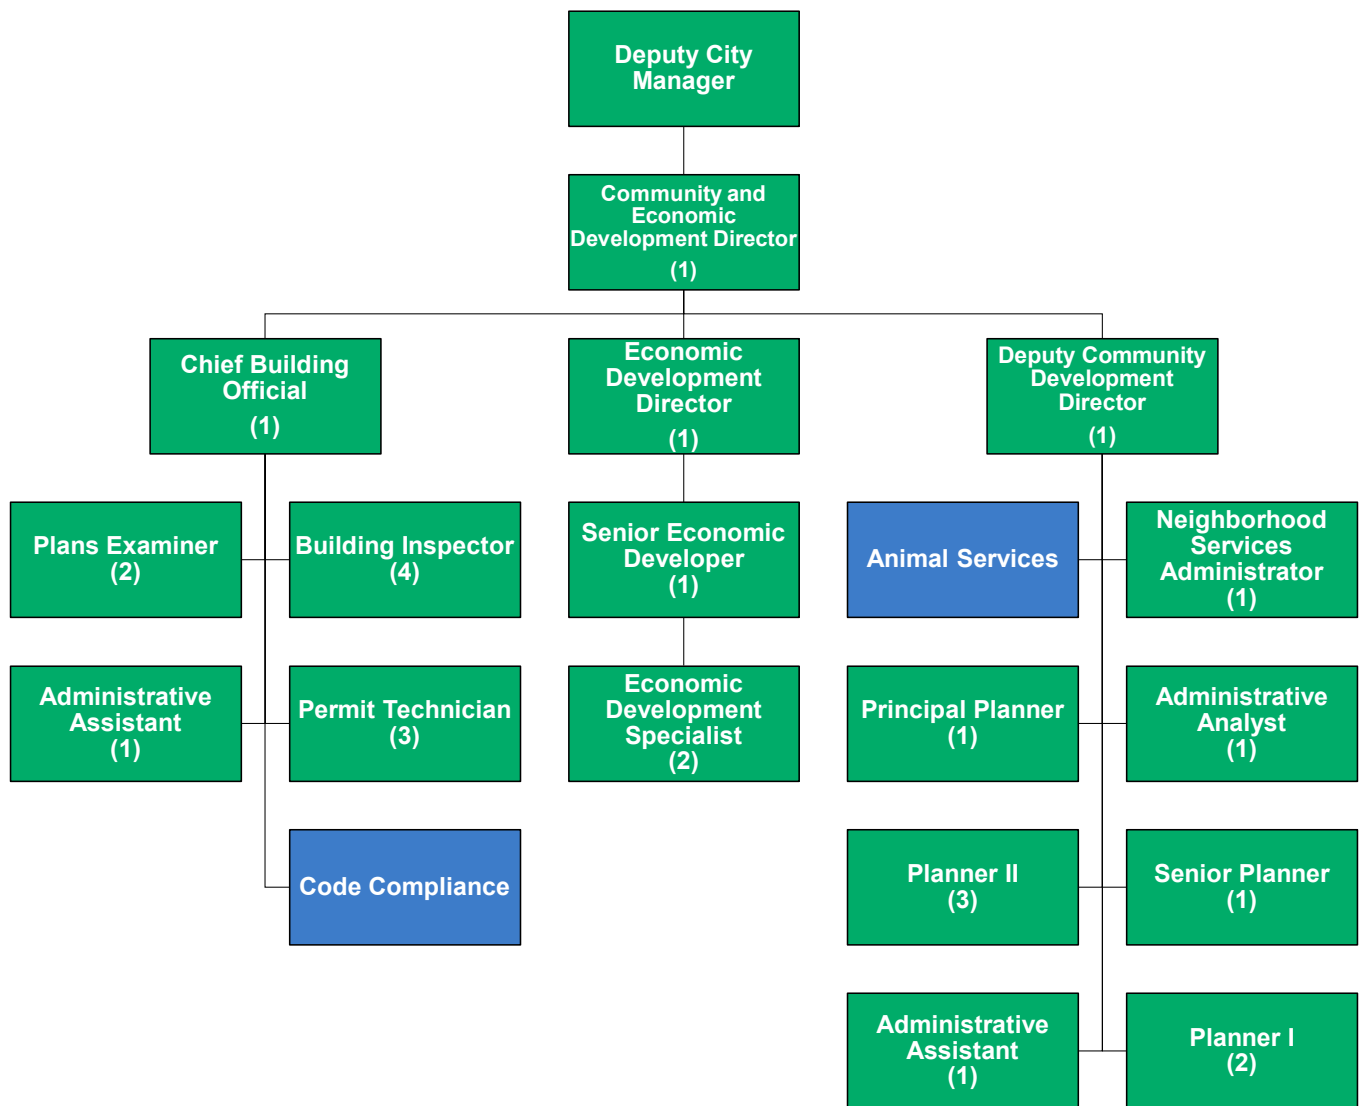 Deputy City
Manager
Community and
Economic
Development Director
(1)
Chief Building
Official
(1)
Economic
Development
Director
(1)
Deputy Community
Development
Director
(1)
Plans Examiner
(2)
Building Inspector
(4)
Senior Economic
Developer
(1)
Animal Services
Neighborhood
Services
Administrator
(1)
Administrative
Assistant
(1)
Permit Technician
(3)
Economic
Development
Specialist
(2)
Principal Planner
(1)
Administrative
Analyst
(1)
Code Compliance
Planner II
(3)
Senior Planner
(1)
Administrative
Assistant
(1)
Planner I
(2)